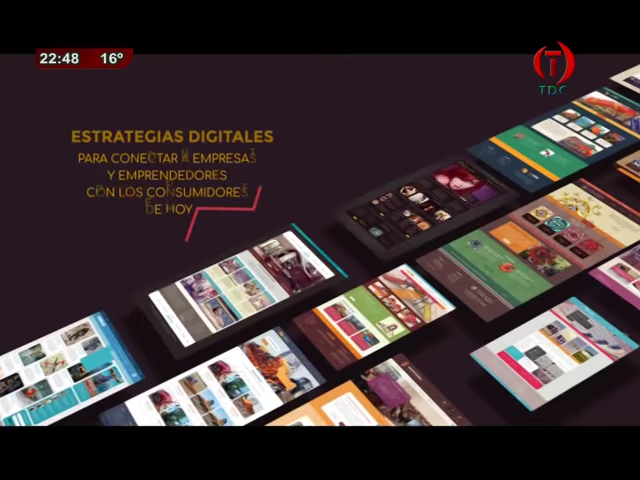 22:48 16º
TDC
ESTRATEGIAS DIGITALES
PARA CONECTAR A EMPRESAS
Y EMPRENDEDORES
CON LOS CONSUMIDORES
DE HOY